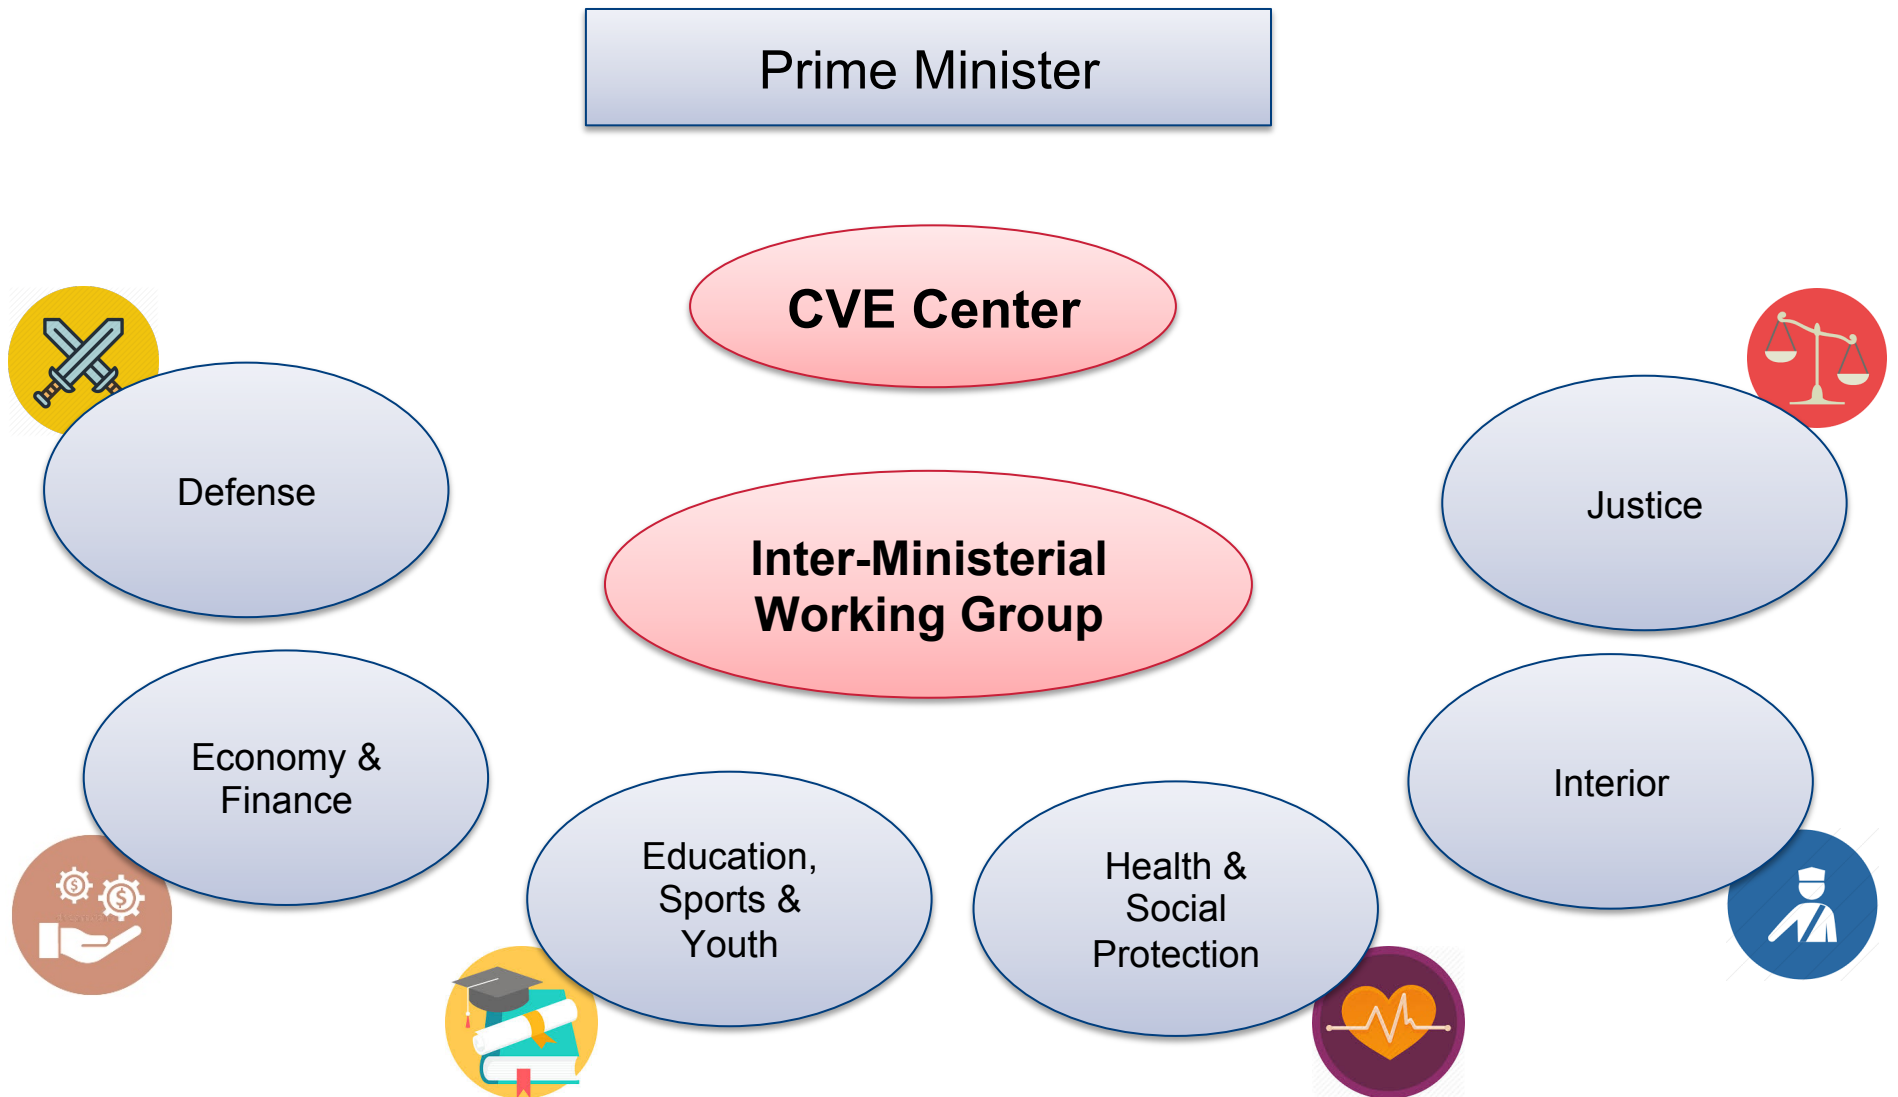 Prime Minister
CVE Center
Defense
Justice
Inter-Ministerial
Working Group
Economy &
Finance
Interior
Education,
Sports &
Youth
Health &
Social
Protection
$
$